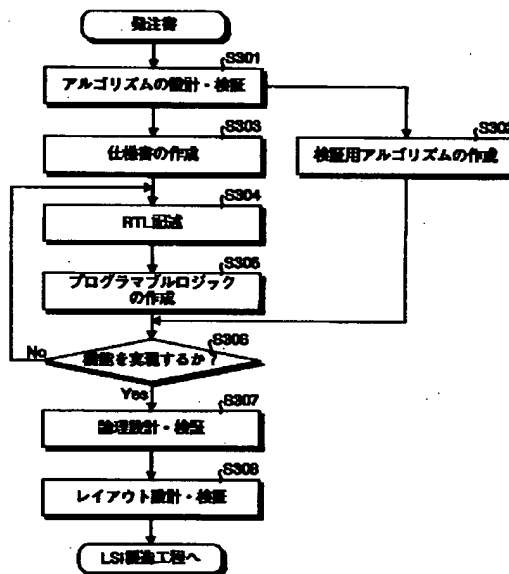 発注書
S301
アルゴリズムの設計・検証
S303
仕様書の作成
S302
検証用アルゴリズムの作成
S304
RTL記述
S305
プログラマブルロジック
の作成
S306
機能を実現するか?
No
Yes
S307
論理設計・検証
S308
レイアウト設計・検証
LSI製造工程へ